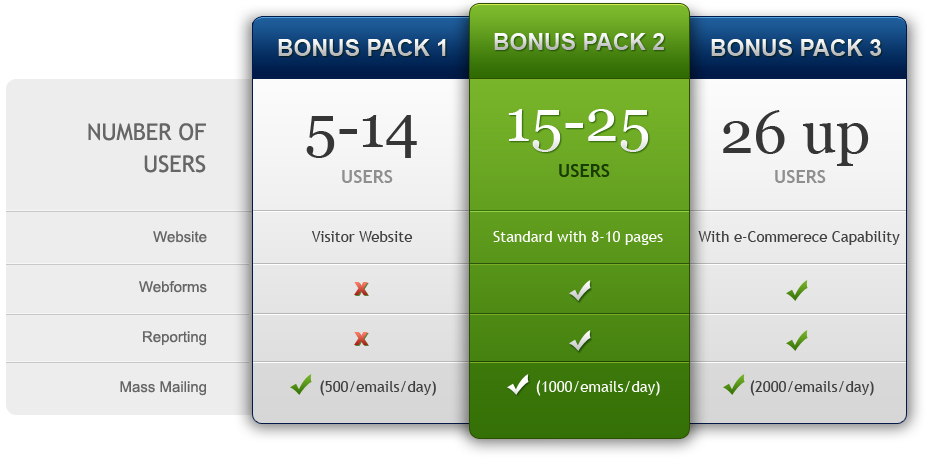 BONUS PACK 1 BONUS PACK 2 BONUS PACK 3
NUMBER OF
USERS
5-14 15-25 26 up
USERS USERS USERS
Website Visitor Website Standard with 8-10 pages With e-Commerece Capability
Webforms X ✓ ✓
Reporting X ✓ ✓
Mass Mailing ✓ (500/emails/day) ✓ (1000/emails/day) ✓ (2000/emails/day)